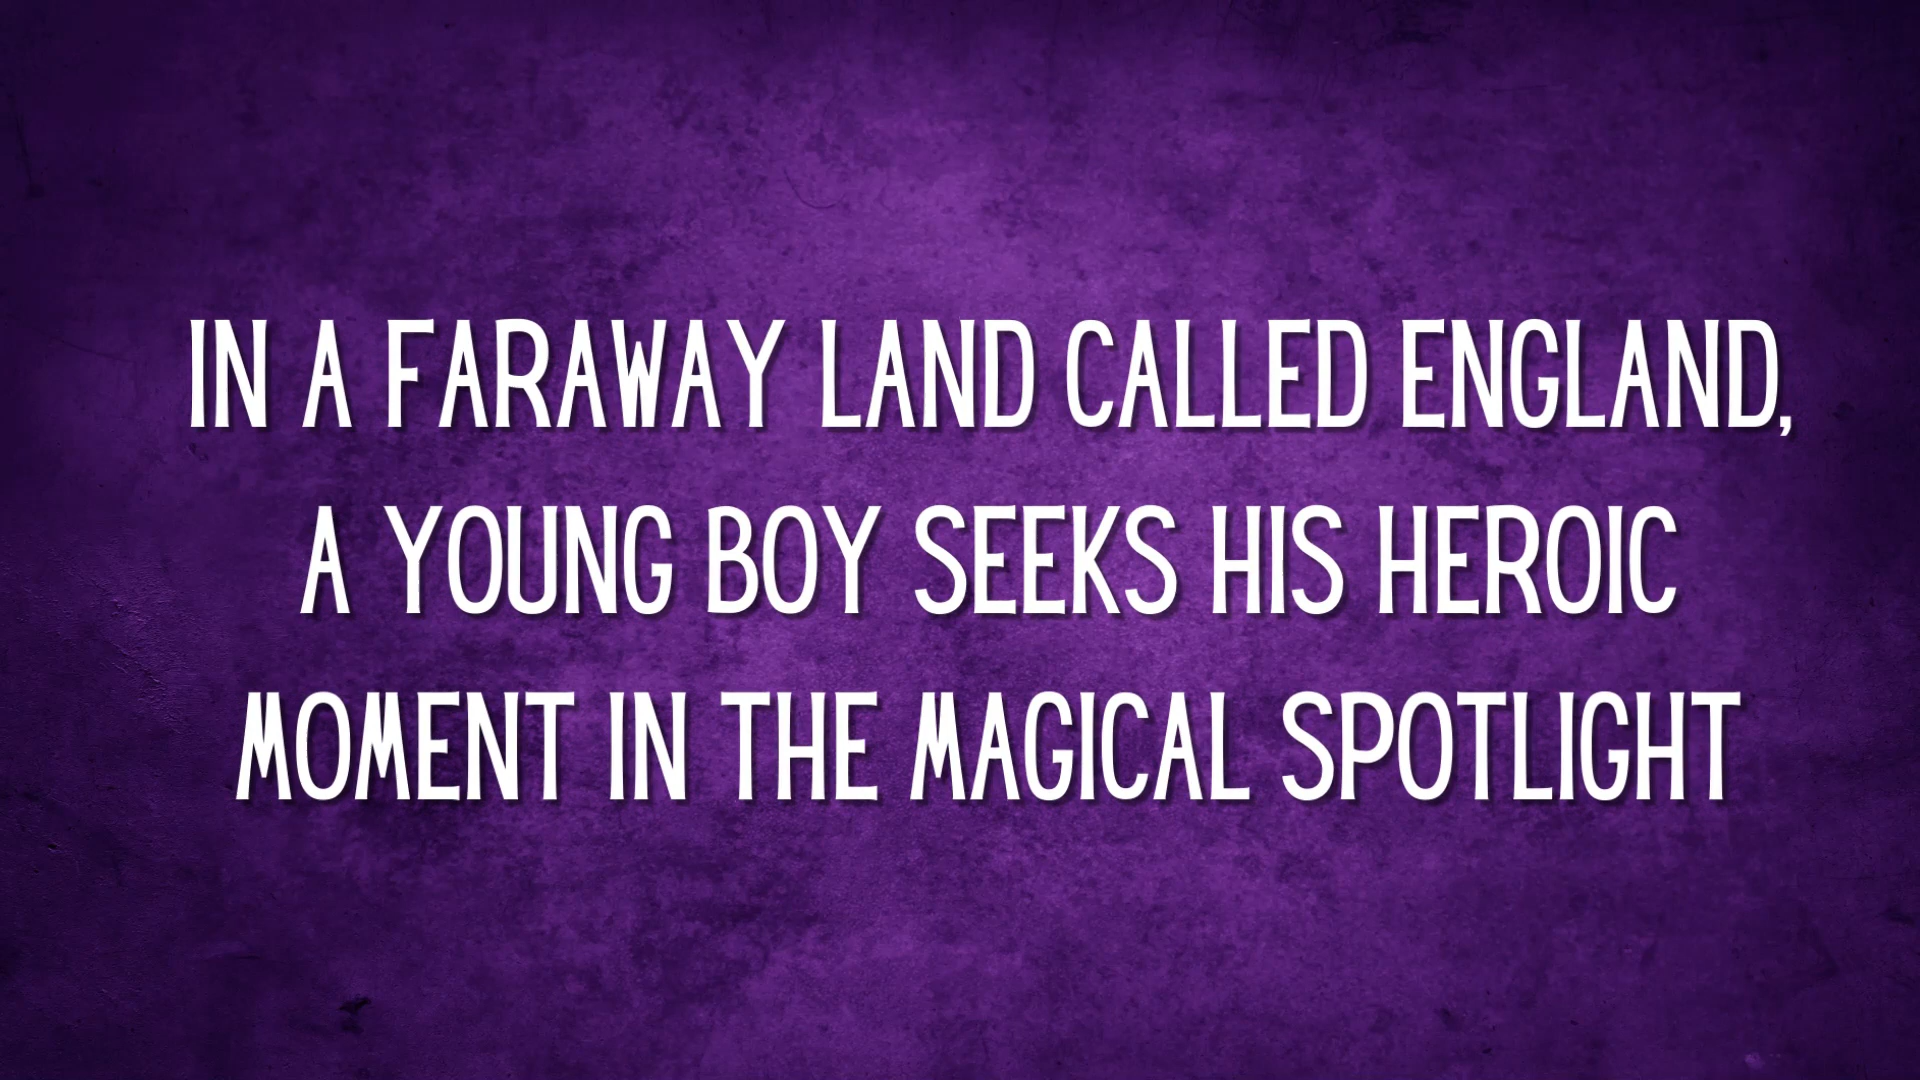 IN A FARAWAY LAND CALLED ENGLAND,
A YOUNG BOY SEEKS HIS HEROIC
MOMENT IN THE MAGICAL SPOTLIGHT